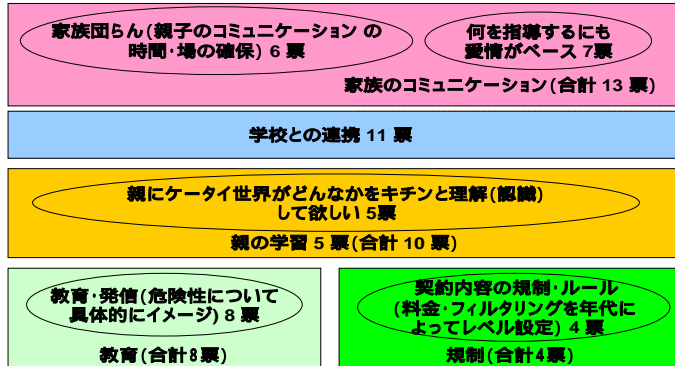 家族団らん(親子のコミュニケーション の
時間・場の確保) 6 票
何を指導するにも
愛情がベース 7票
家族のコミュニケーション(合計 13 票)
学校との連携 11 票
親にケータイ世界がどんなかをキチンと理解(認識)
して欲しい 5票
親の学習 5 票(合計 10 票)
教育・発信(危険性について
具体的にイメージ) 8 票
教育(合計8票)
契約内容の規制・ルール
(料金・フィルタリングを年代に
よってレベル設定) 4 票
規制(合計4票)